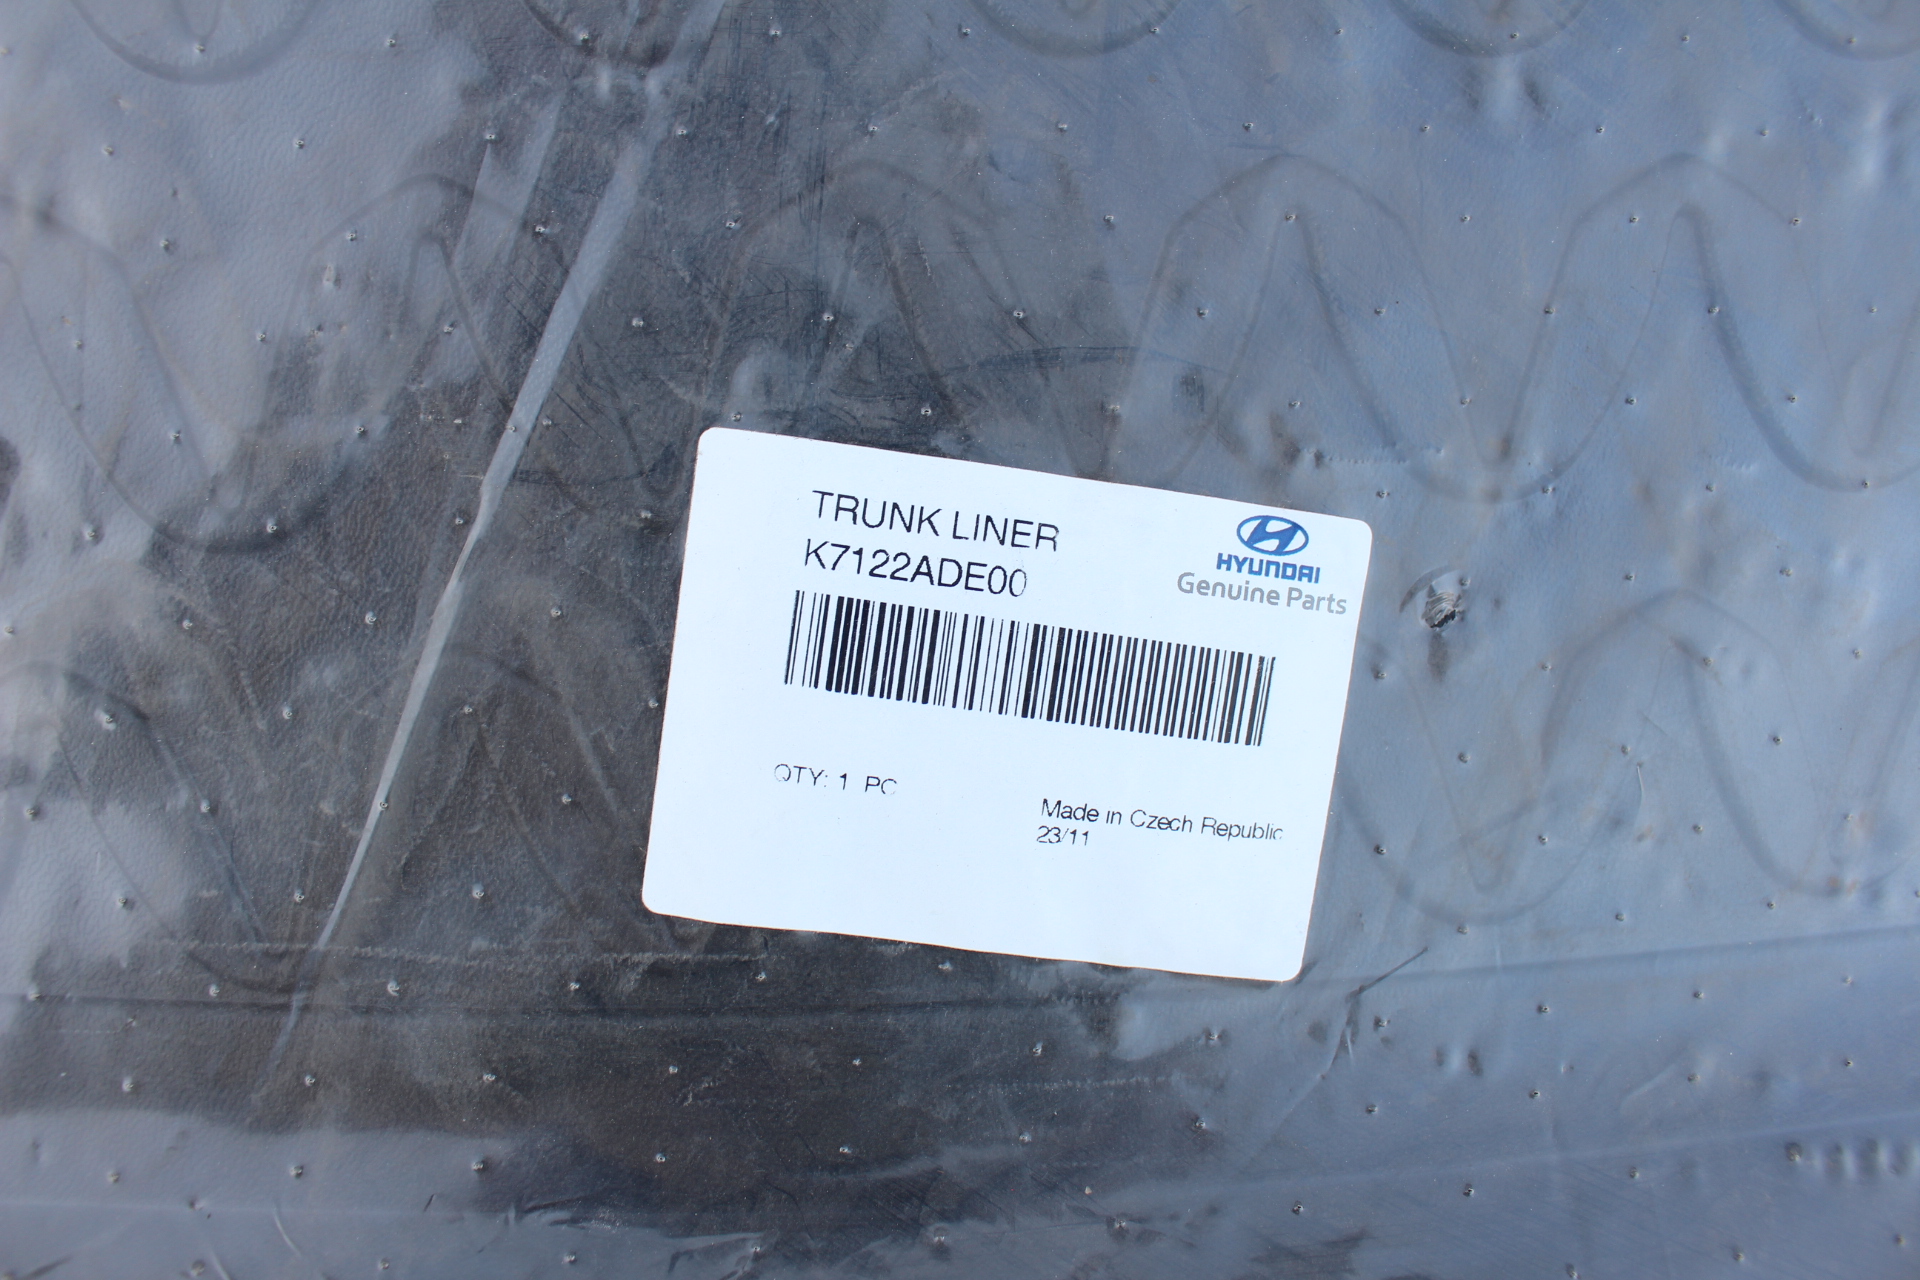 TRUNK LINER
K7122ADE00
HYUNDAI
Genuine Parts
QTY: 1 PC
Made in Czech Republic
23/11